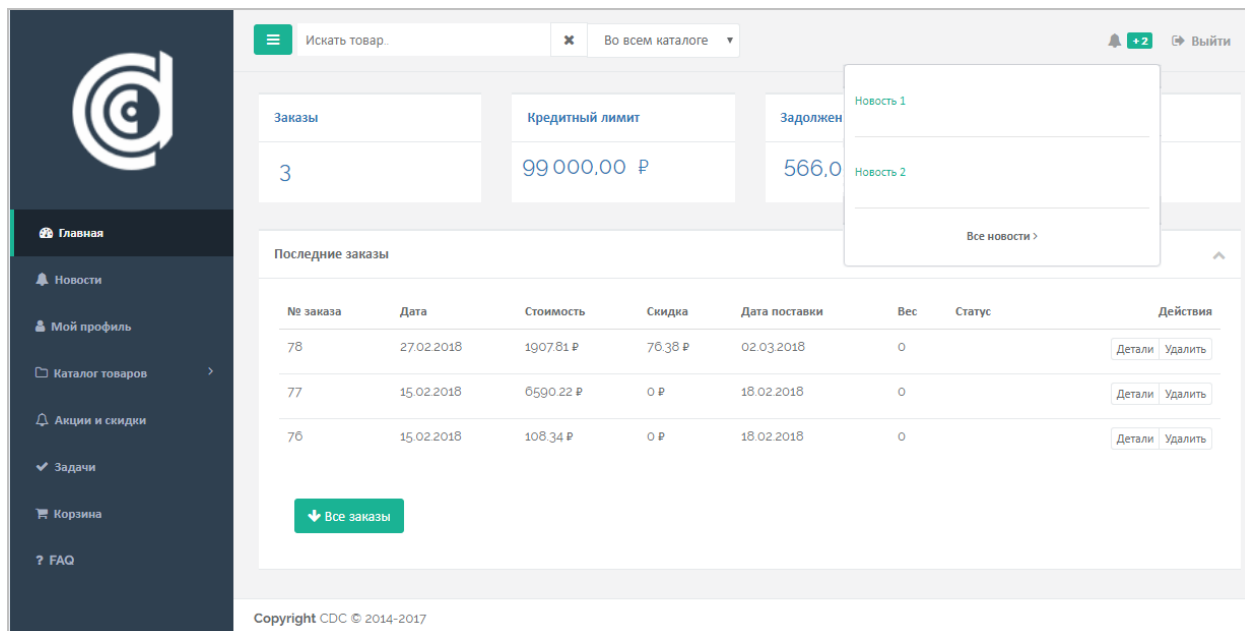 Искать товар..
Во всем каталоге
+2
Выйти
Новость 1
Новость 2
Все новости >
Заказы
3
Кредитный лимит
99 000,00 ₽
566,0
Главная
Новости
Мой профиль
Каталог товаров
Акции и скидки
Задачи
Корзина
? FAQ
Последние заказы
№ заказа Дата Стоимость Скидка Дата поставки Вес Статус Действия
78 27.02.2018 1907.81 ₽ 76.38 ₽ 02.03.2018 0 Детали Удалить
77 15.02.2018 6590.22 ₽ 0 ₽ 18.02.2018 0 Детали Удалить
76 15.02.2018 108.34 ₽ 0 ₽ 18.02.2018 0 Детали Удалить
Все заказы
Copyright CDC © 2014-2017